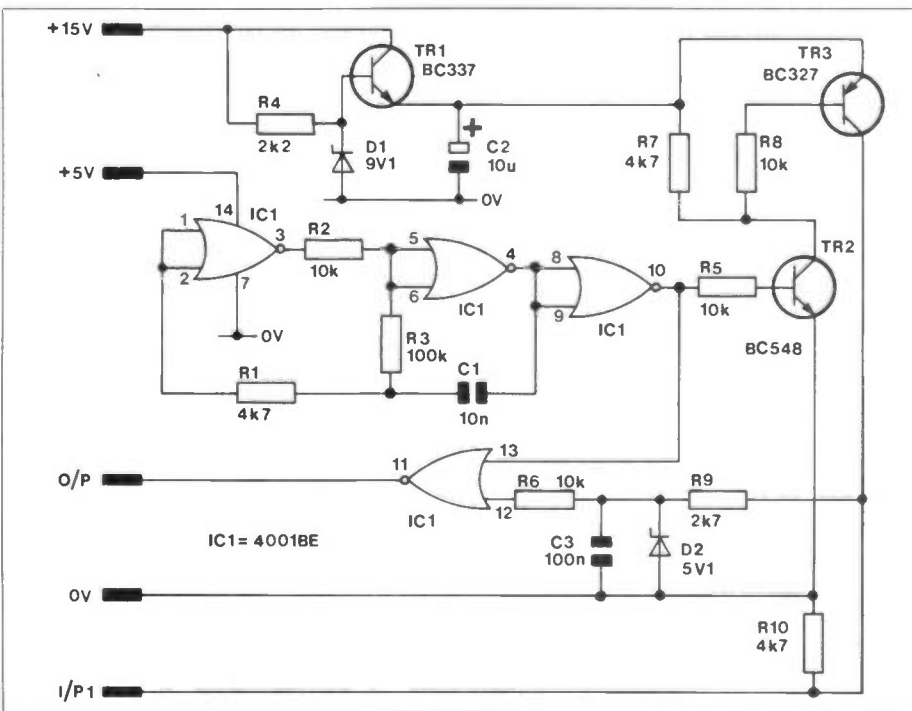 +15V
TR1
BC337
TR3
BC327
R4
2k2
D1
9V1
+
C2
10u
R7
4k7
R8
10k
0V
+5V
14
IC1
1
2
3
7
0V
R2
10k
5
6
4
IC1
8
9
10
IC1
R5
10k
TR2
BC548
R3
100k
R1
4k7
C1
10n
O/P
11
13
12
IC1
R6 10k
R9
2k7
IC1 = 4001BE
C3
100n
D2
5V1
0V
R10
4k7
I/P1